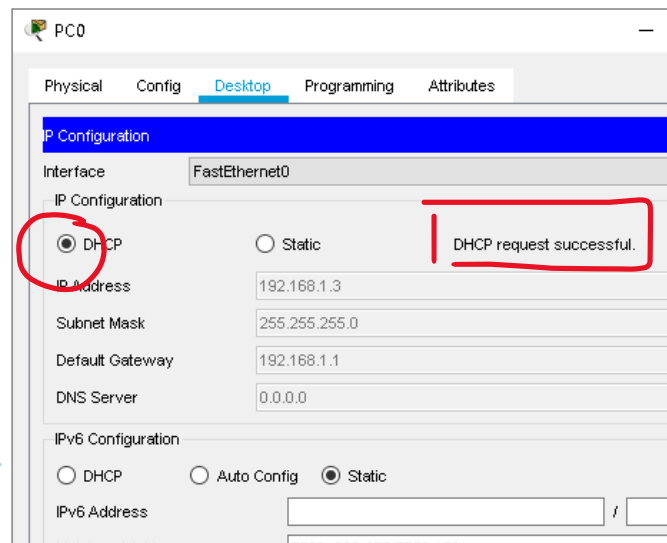 PC0
Physical Config Desktop Programming Attributes
IP Configuration
Interface FastEthernet0
IP Configuration
DHCP Static DHCP request successful.
IP Address 192.168.1.3
Subnet Mask 255.255.255.0
Default Gateway 192.168.1.1
DNS Server 0.0.0.0
IPv6 Configuration
DHCP Auto Config Static
IPv6 Address /